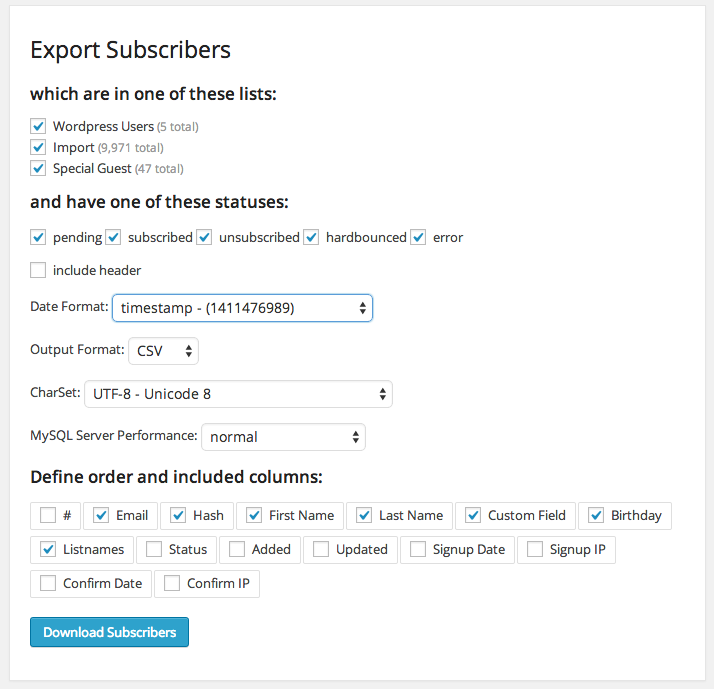 Export Subscribers
which are in one of these lists:
Wordpress Users (5 total)
Import (9,971 total)
Special Guest (47 total)
and have one of these statuses:
pending subscribed unsubscribed hardbounced error
include header
Date Format: timestamp - (1411476989)
Output Format: CSV
CharSet: UTF-8 - Unicode 8
MySQL Server Performance: normal
Define order and included columns:
# Email Hash First Name Last Name Custom Field Birthday
Listnames Status Added Updated Signup Date Signup IP
Confirm Date Confirm IP
Download Subscribers